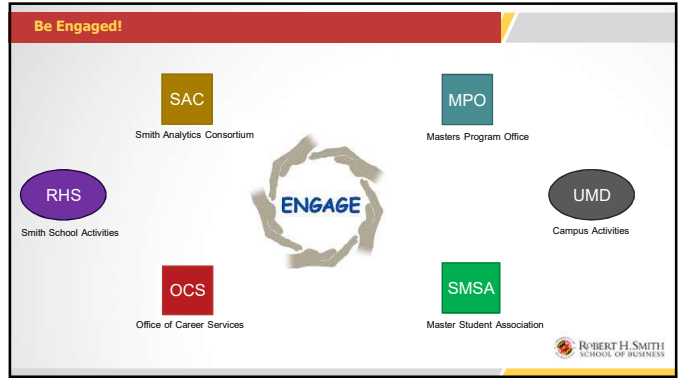 Be Engaged!
SAC
Smith Analytics Consortium
MPO
Masters Program Office
RHS
Smith School Activities
ENGAGE
UMD
Campus Activities
OCS
Office of Career Services
SMSA
Master Student Association
ROBERT H. SMITH
SCHOOL OF BUSINESS